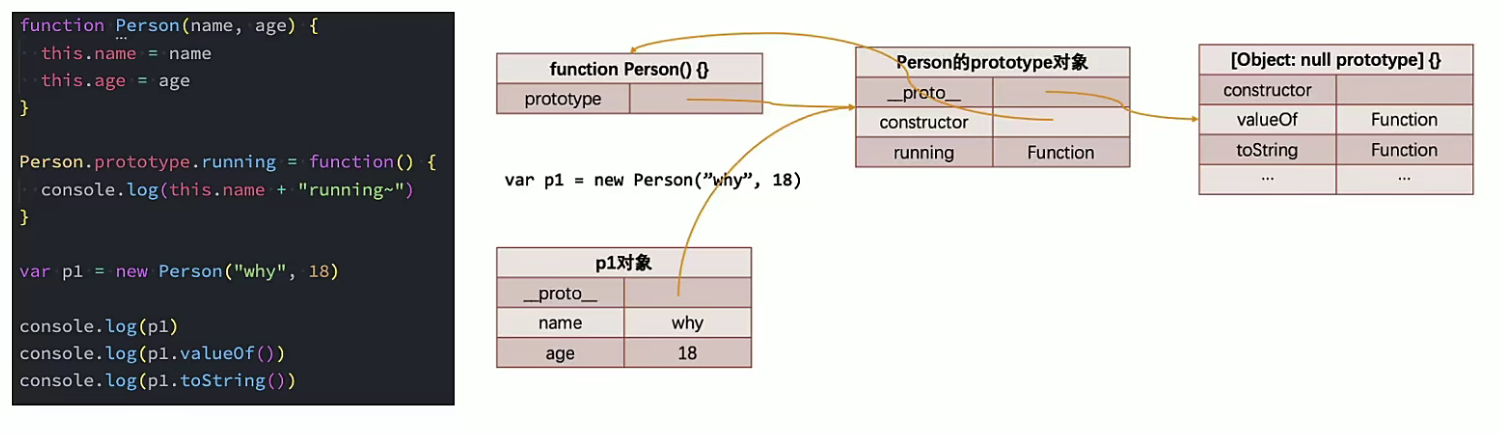 function Person(name, age) {
  this.name = name
  this.age = age
}
Person.prototype.running = function() {
  console.log(this.name + "running~")
}
var p1 = new Person("why", 18)
console.log(p1)
console.log(p1.valueOf())
console.log(p1.toString())
function Person() {}
prototype
Person的prototype对象
__proto__
constructor
running Function
[Object: null prototype] {}
constructor
valueOf Function
toString Function
... ...
var p1 = new Person(”why”, 18)
p1对象
__proto__
name why
age 18